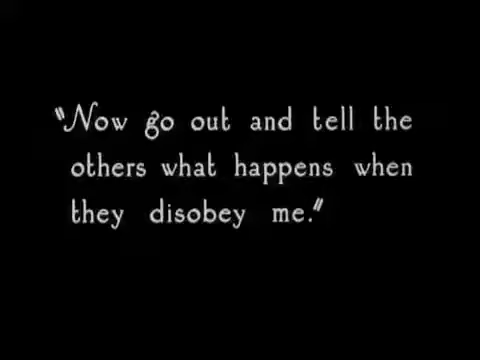 "Now go out and tell the
others what happens when
they disobey me."